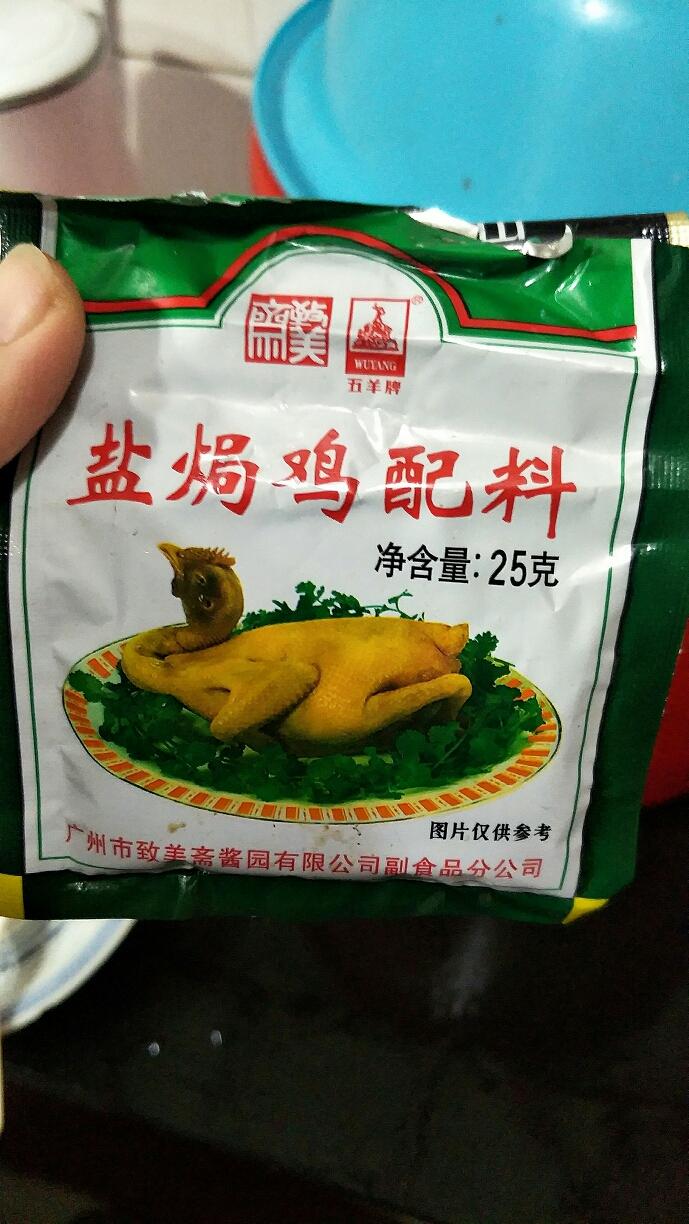 致美斋
®
WUYANG
五羊牌
盐焗鸡配料
净含量:25克
图片仅供参考
广州市致美斋酱园有限公司副食品分公司